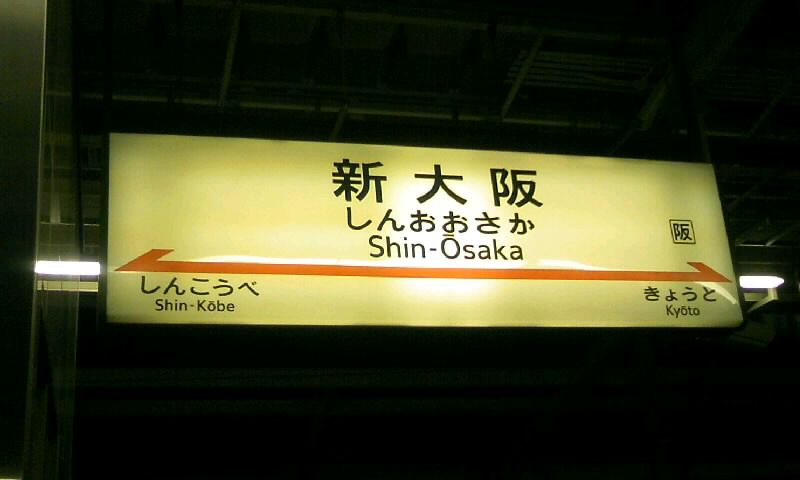 新大阪
しんおおさか
Shin-Ōsaka
阪
しんこうべ
Shin-Kōbe
きょうと
Kyōto